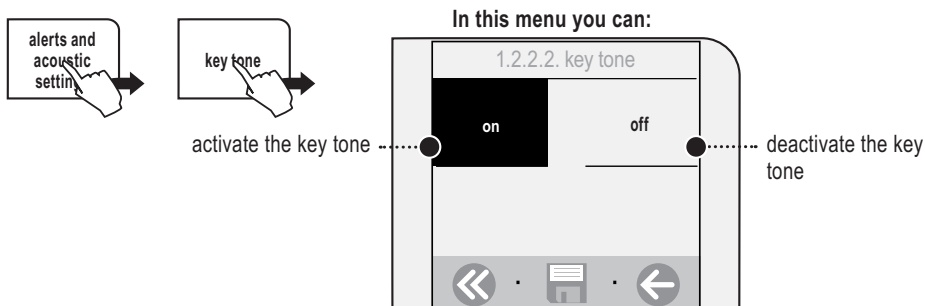 In this menu you can:
alerts and
acoustic
settin
key tone
1.2.2.2. key tone
on
off
activate the key tone
deactivate the key
tone